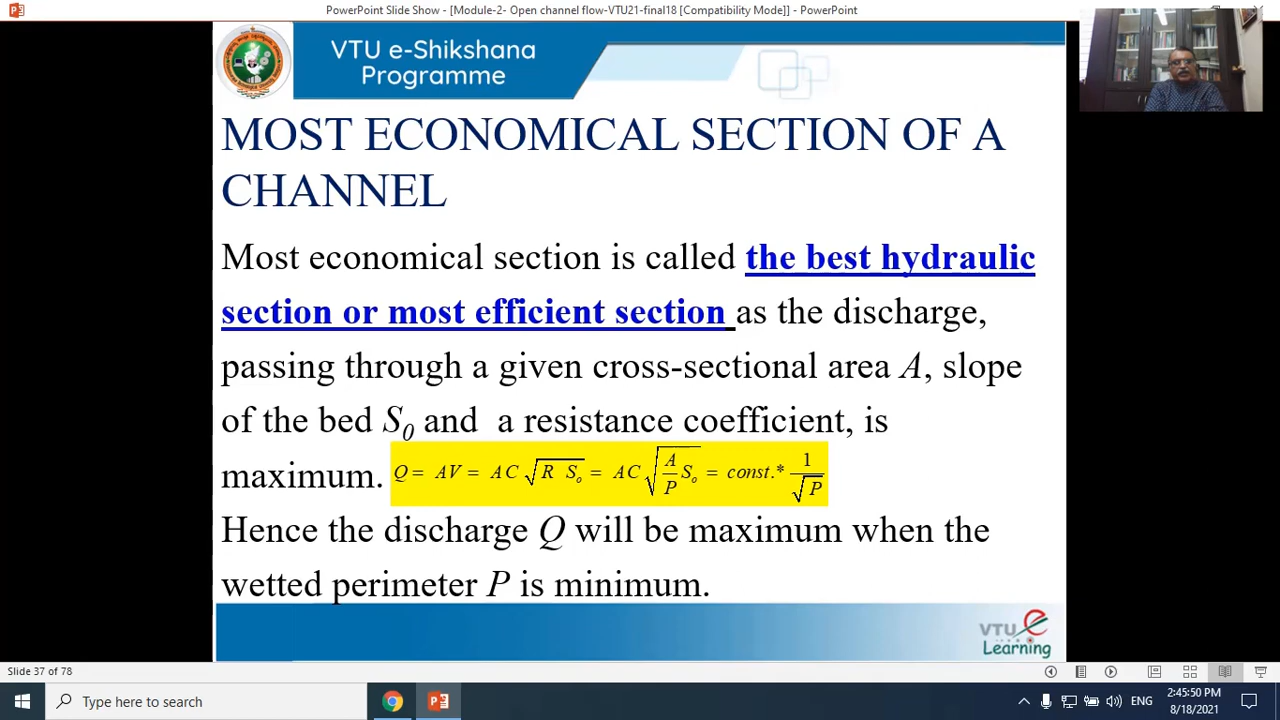 PowerPoint Slide Show - [Module-2- Open channel flow-VTU21-final18 [Compatibility Mode]] - PowerPoint
VTU e-Shikshana
Programme
MOST ECONOMICAL SECTION OF A
CHANNEL
Most economical section is called the best hydraulic
section or most efficient section as the discharge,
passing through a given cross-sectional area A, slope
of the bed S₀ and a resistance coefficient, is
maximum. Q = AV = AC √(R Sₒ) = AC √(A/P Sₒ) = const.* 1/√P
Hence the discharge Q will be maximum when the
wetted perimeter P is minimum.
VTU e
Learning
Slide 37 of 78
Type here to search
ENG
2:45:50 PM
8/18/2021